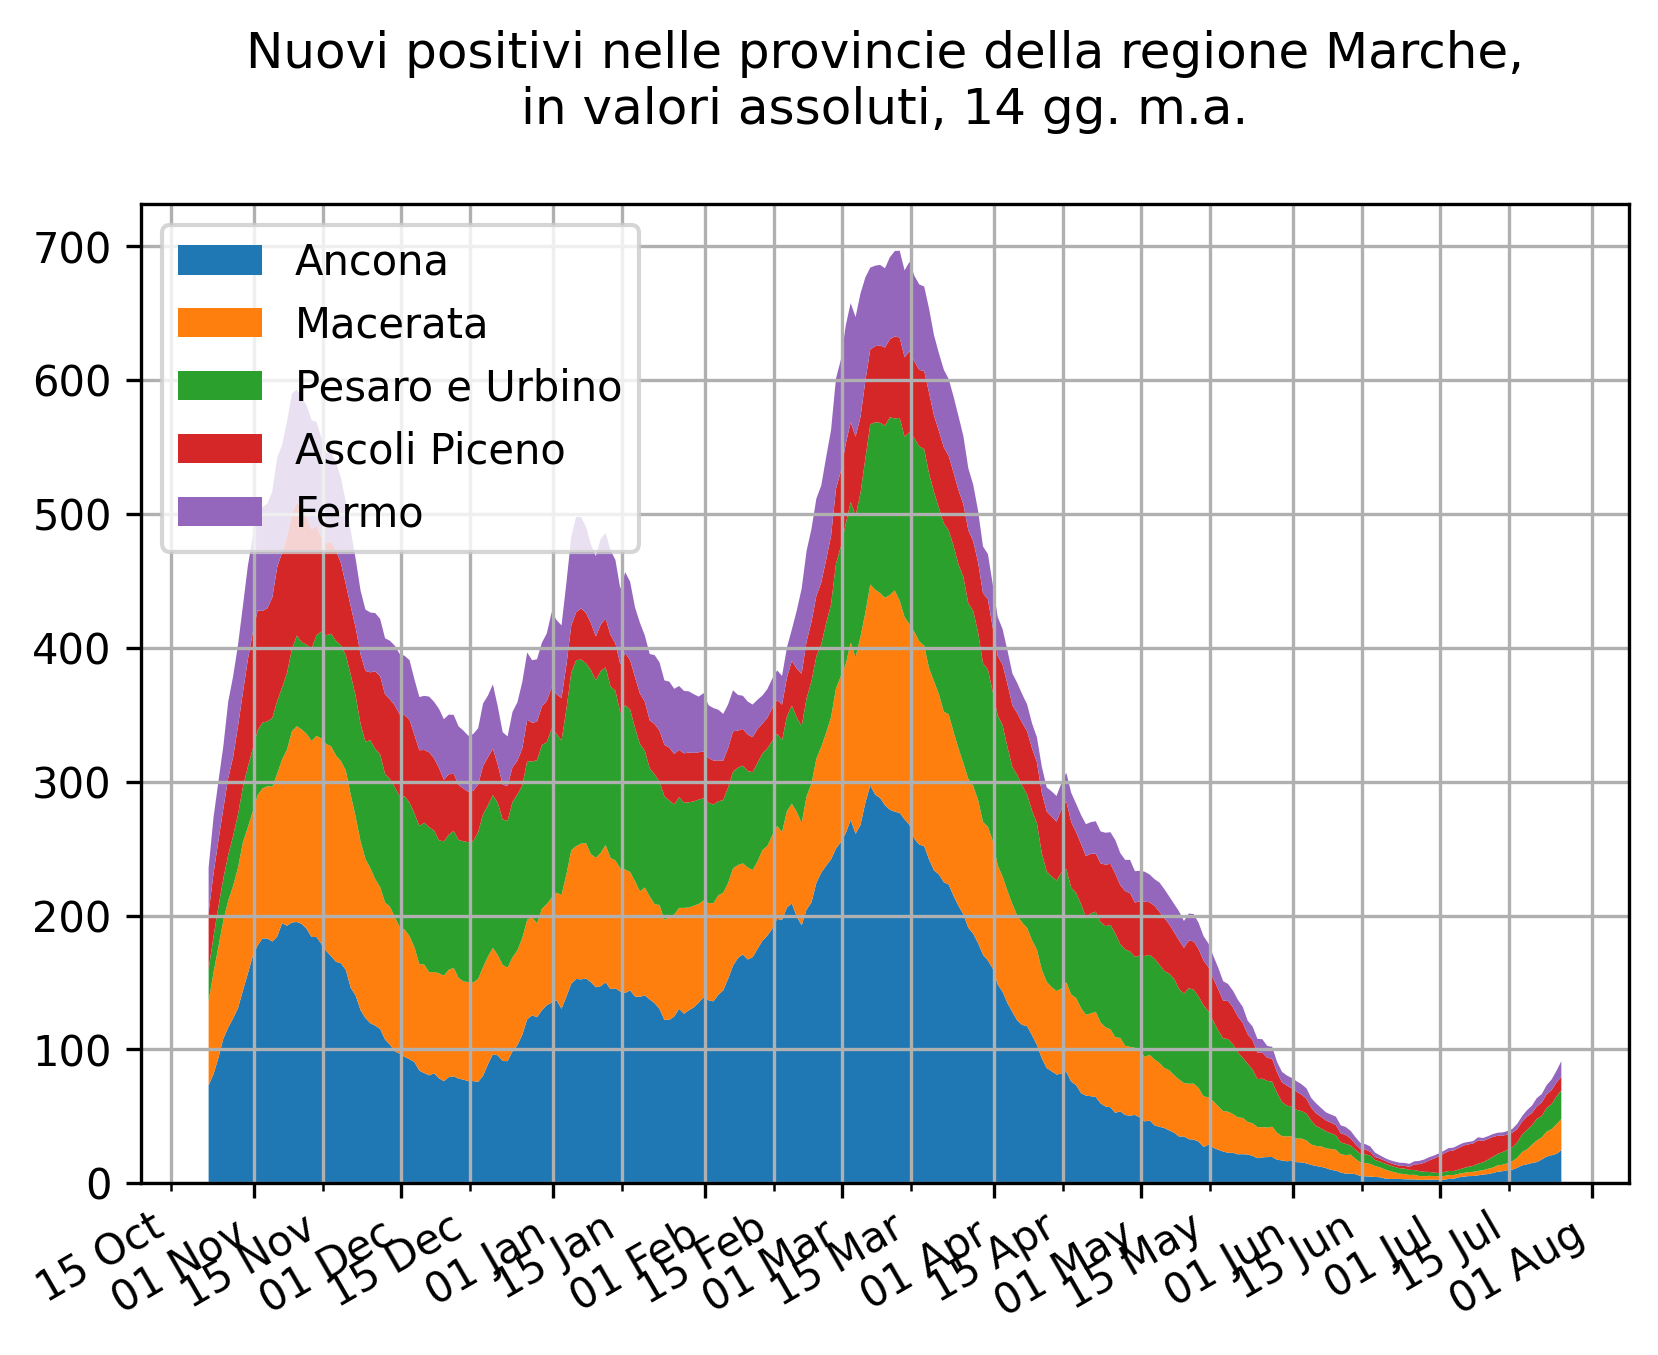 Nuovi positivi nelle provincie della regione Marche,
in valori assoluti, 14 gg. m.a.
700
600
500
400
300
200
100
0
Ancona
Macerata
Pesaro e Urbino
Ascoli Piceno
Fermo
15 Oct
01 Nov
15 Nov
01 Dec
15 Dec
01 Jan
15 Jan
01 Feb
15 Feb
01 Mar
15 Mar
01 Apr
15 Apr
01 May
15 May
01 Jun
15 Jun
01 Jul
15 Jul
01 Aug